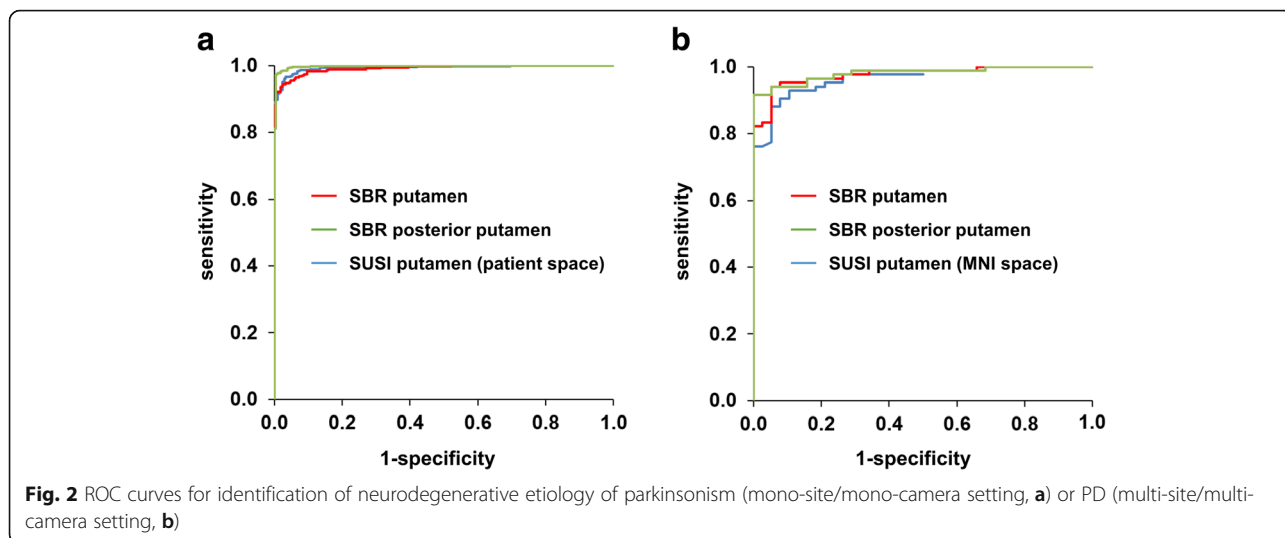 a
1.0
0.8
0.6
0.4
0.2
0.0
sensitivity
SBR putamen
SBR posterior putamen
SUSI putamen (patient space)
0.0 0.2 0.4 0.6 0.8 1.0
1-specificity
b
1.0
0.8
0.6
0.4
0.2
0.0
sensitivity
SBR putamen
SBR posterior putamen
SUSI putamen (MNI space)
0.0 0.2 0.4 0.6 0.8 1.0
1-specificity
Fig. 2 ROC curves for identification of neurodegenerative etiology of parkinsonism (mono-site/mono-camera setting, a) or PD (multi-site/multi-
camera setting, b)